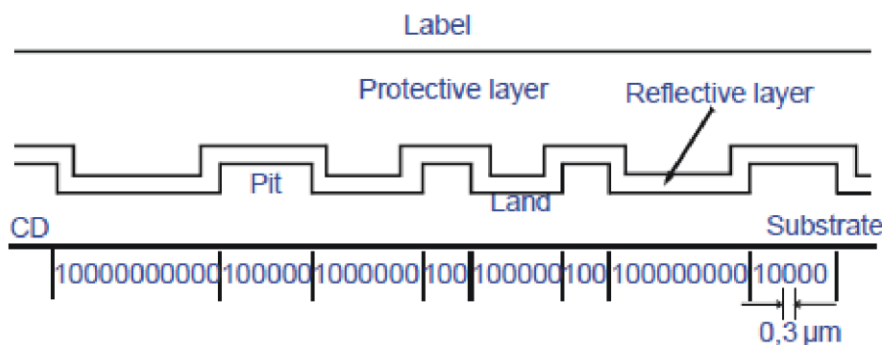 Label
Protective layer Reflective layer
Pit
Land
CD Substrate
10000000000 100000 1000000 100 100000 100 100000000 10000
0,3 µm